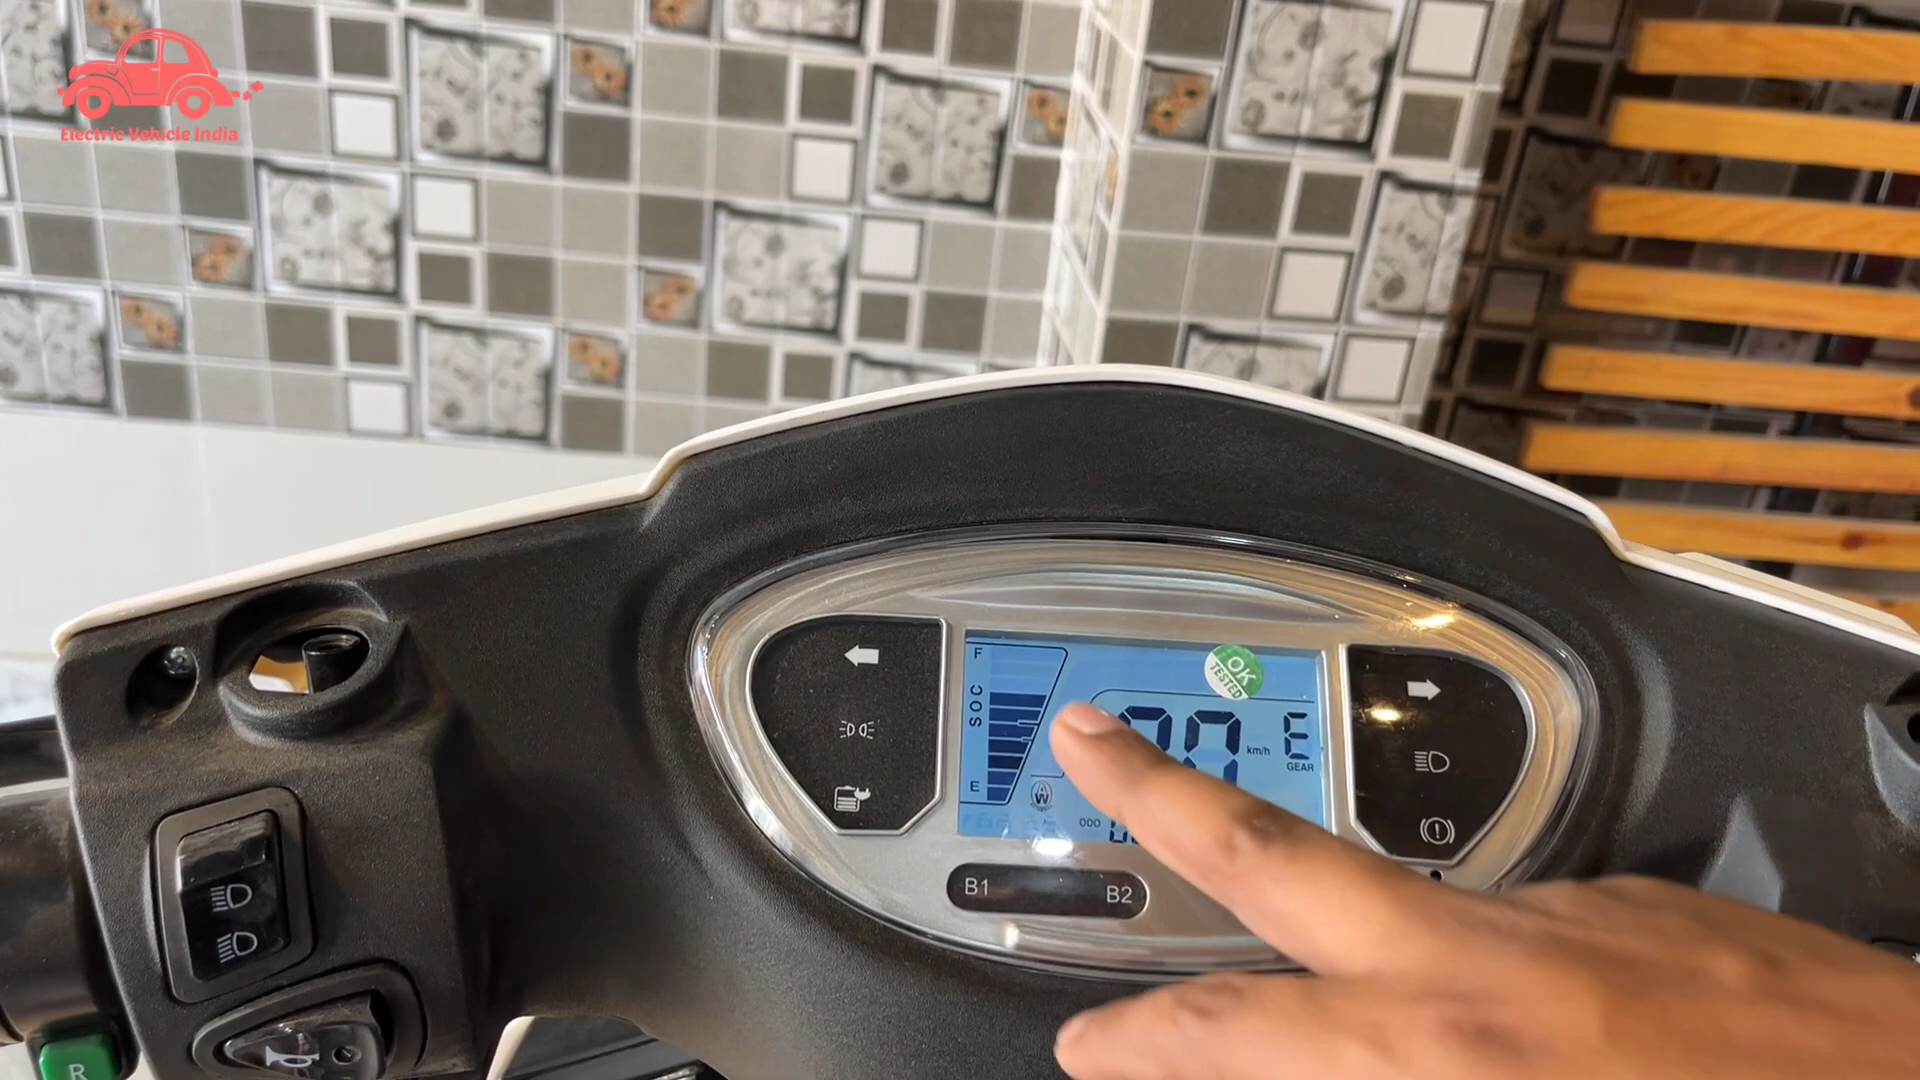 Electric Vehicle India
F
SOC
E
OK
TESTED
km/h
E
GEAR
ODO
B1
B2
R